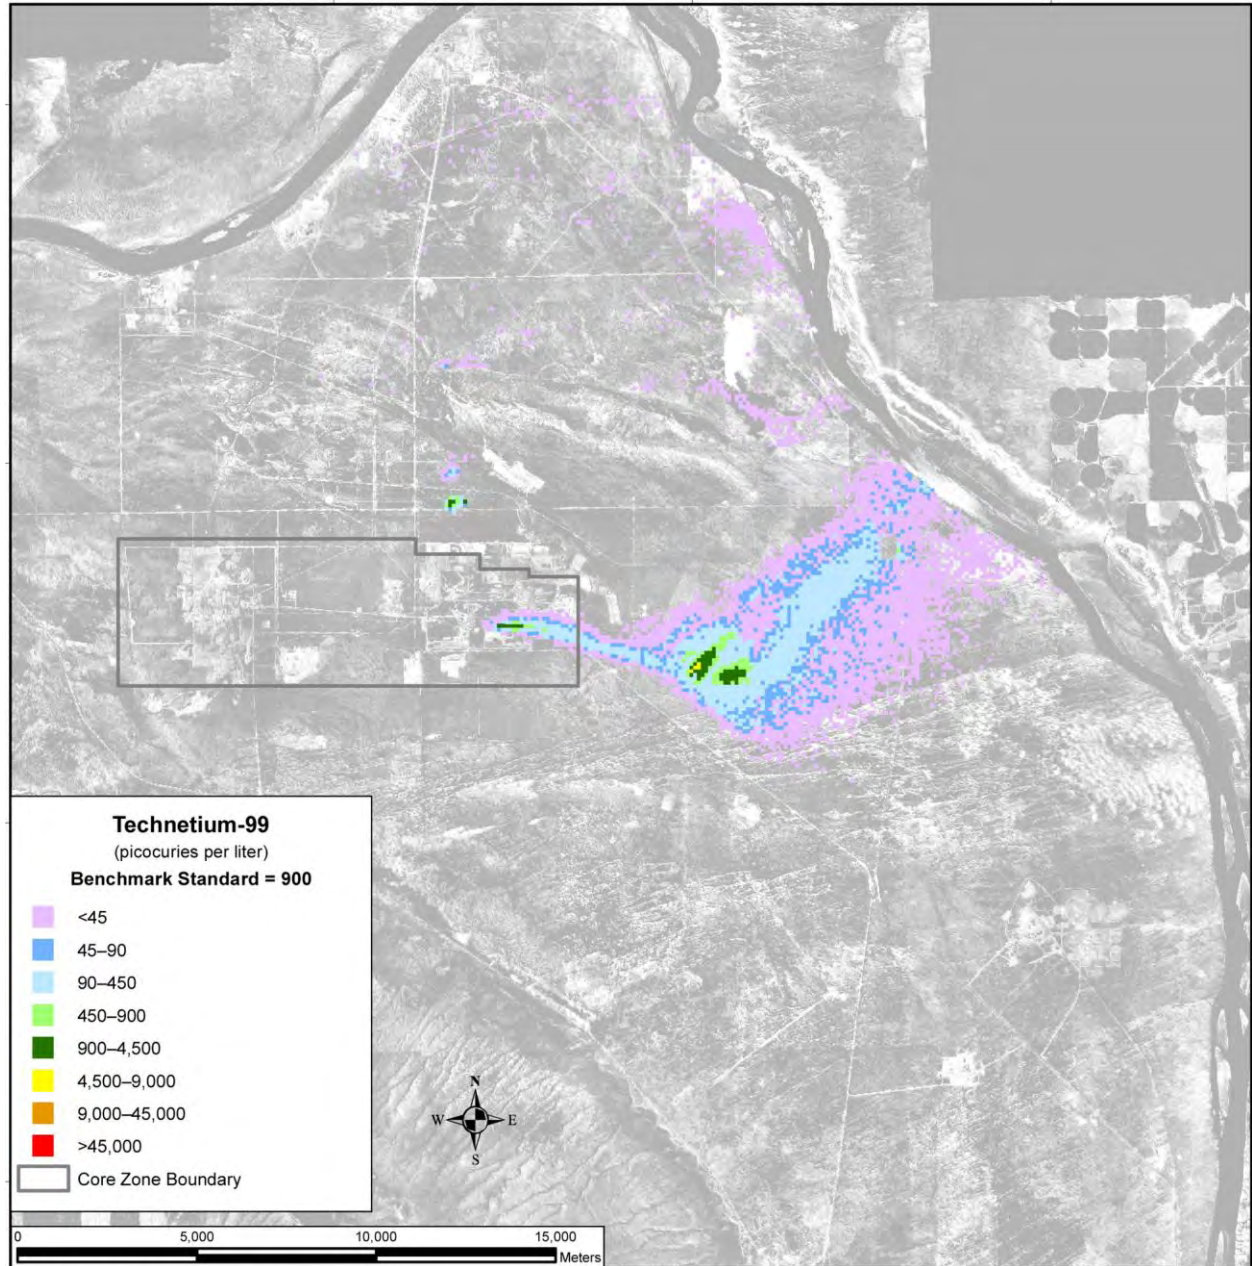 Technetium-99
(picocuries per liter)
Benchmark Standard = 900
<45
45–90
90–450
450–900
900–4,500
4,500–9,000
9,000–45,000
>45,000
Core Zone Boundary
N
W E
S
0 5,000 10,000 15,000
Meters